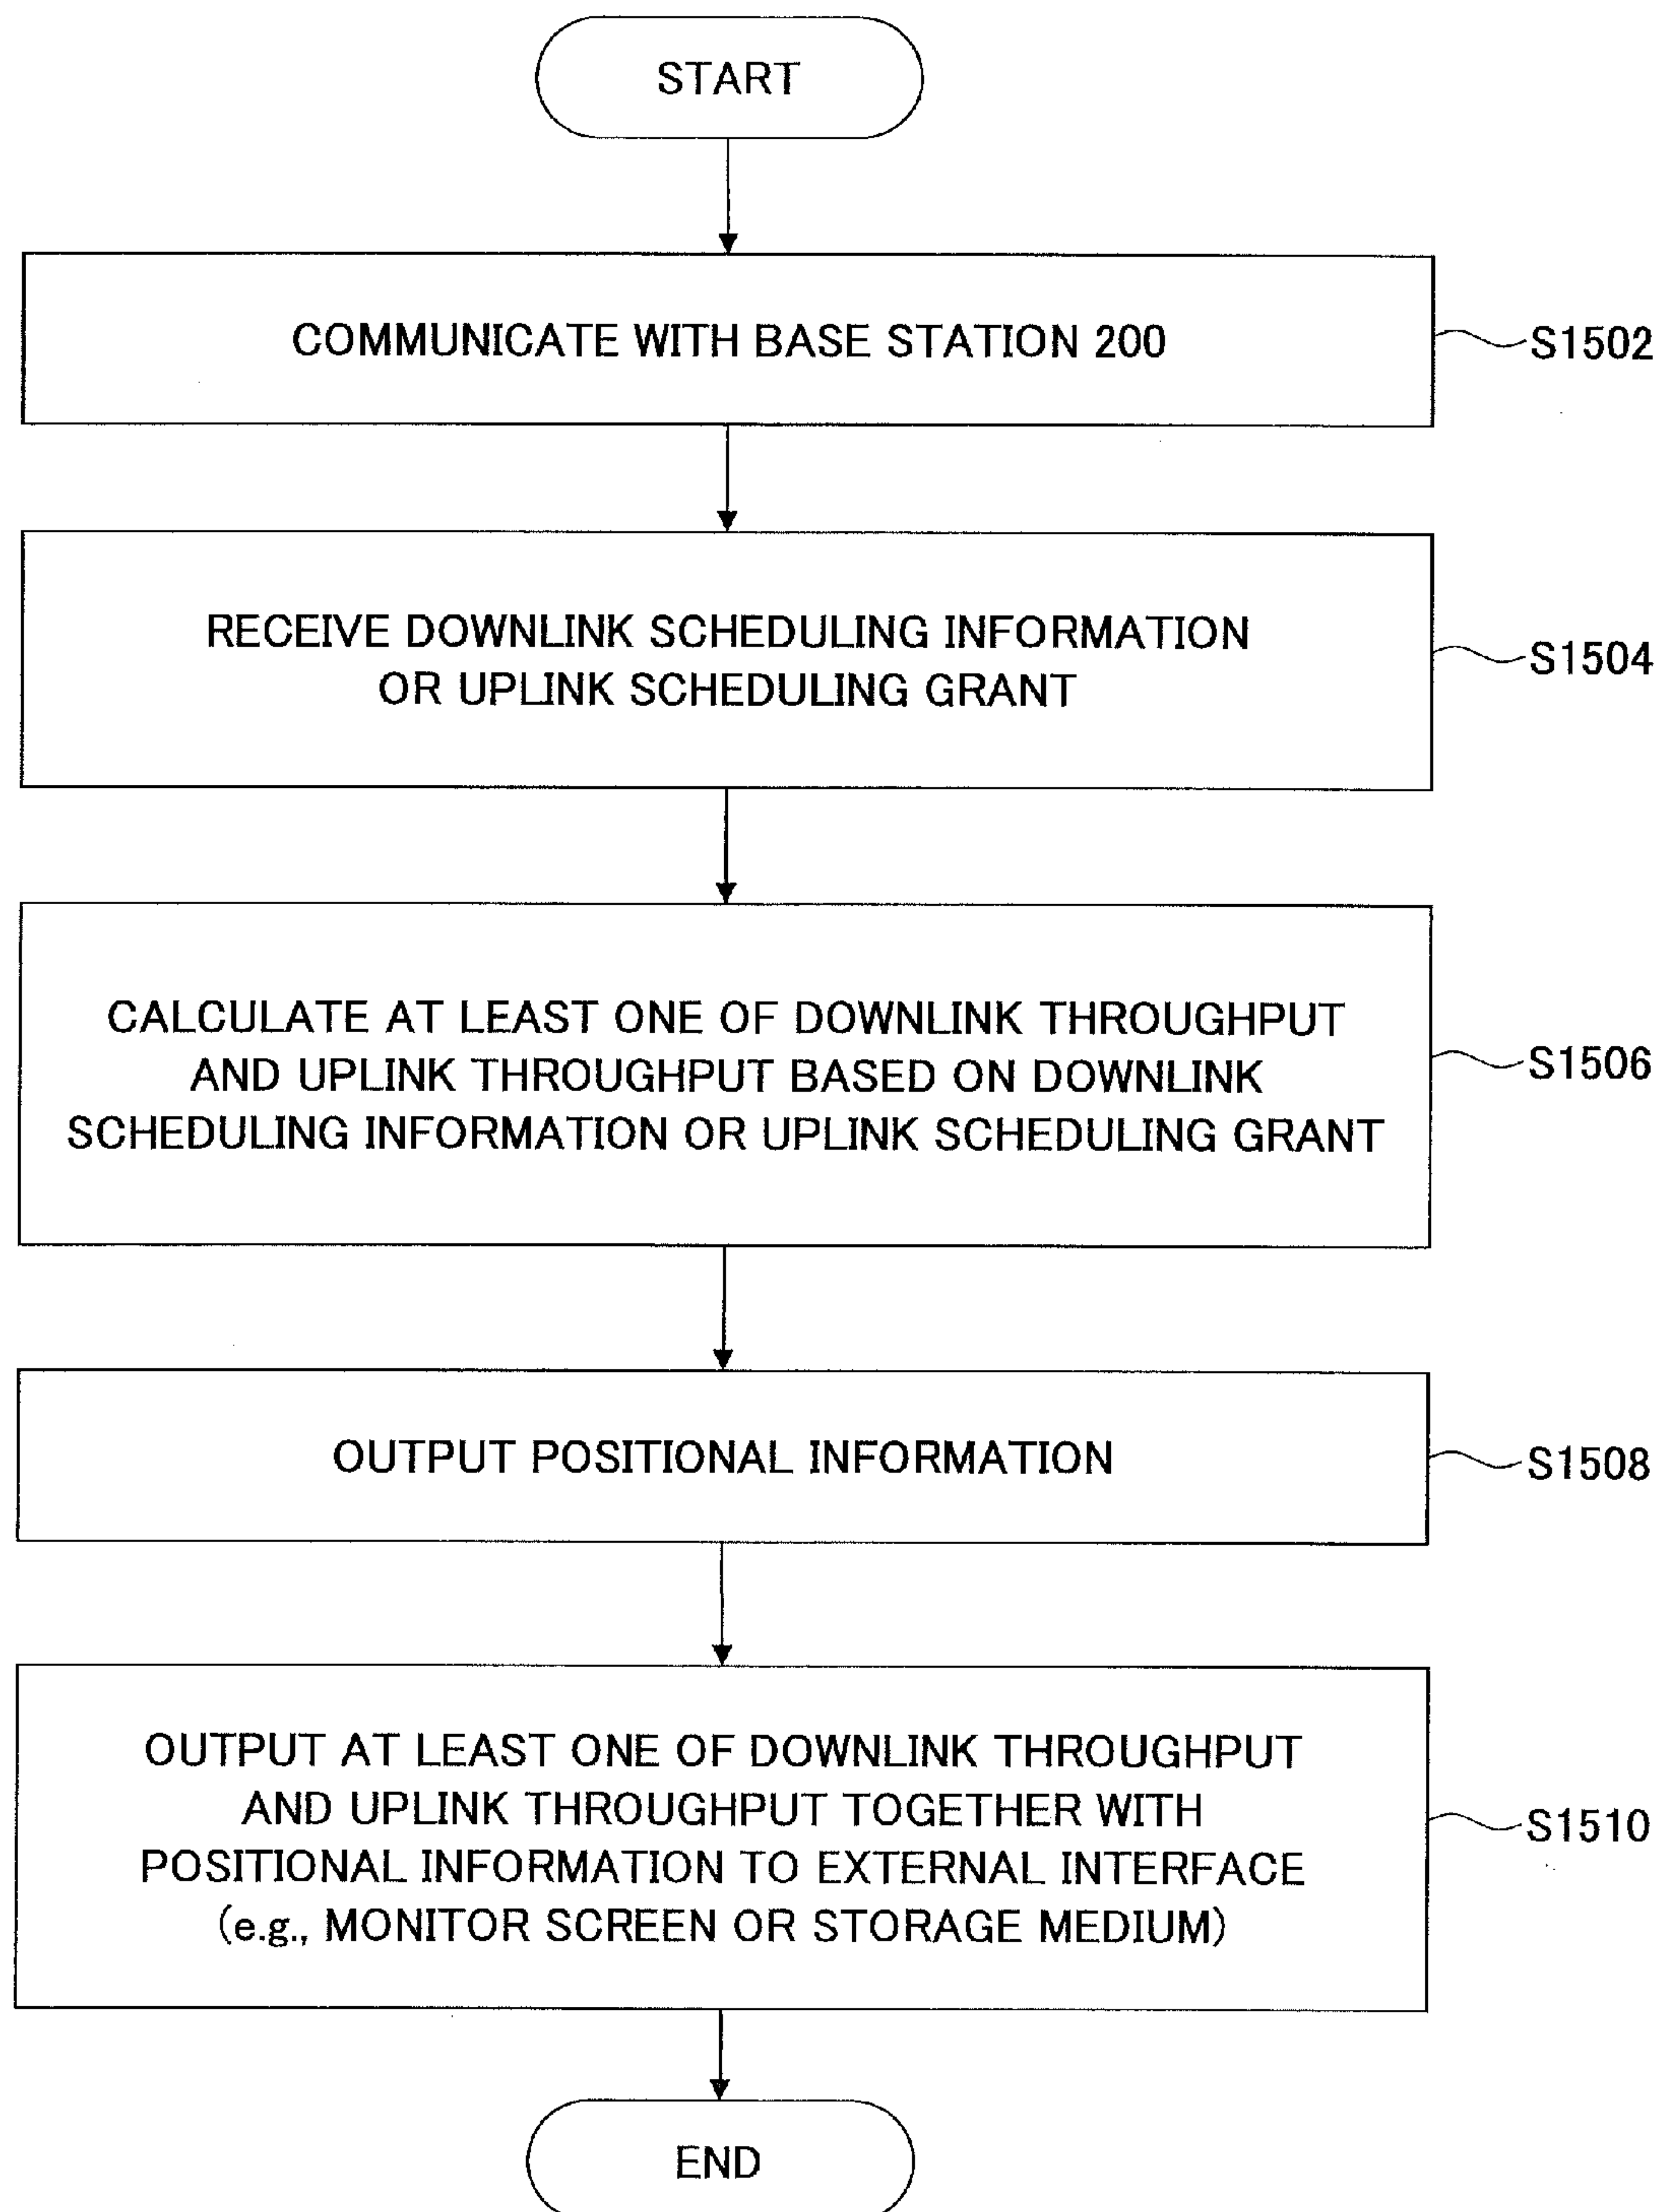 START
COMMUNICATE WITH BASE STATION 200
S1502
RECEIVE DOWNLINK SCHEDULING INFORMATION
OR UPLINK SCHEDULING GRANT
S1504
CALCULATE AT LEAST ONE OF DOWNLINK THROUGHPUT
AND UPLINK THROUGHPUT BASED ON DOWNLINK
SCHEDULING INFORMATION OR UPLINK SCHEDULING GRANT
S1506
OUTPUT POSITIONAL INFORMATION
S1508
OUTPUT AT LEAST ONE OF DOWNLINK THROUGHPUT
AND UPLINK THROUGHPUT TOGETHER WITH
POSITIONAL INFORMATION TO EXTERNAL INTERFACE
(e.g., MONITOR SCREEN OR STORAGE MEDIUM)
S1510
END